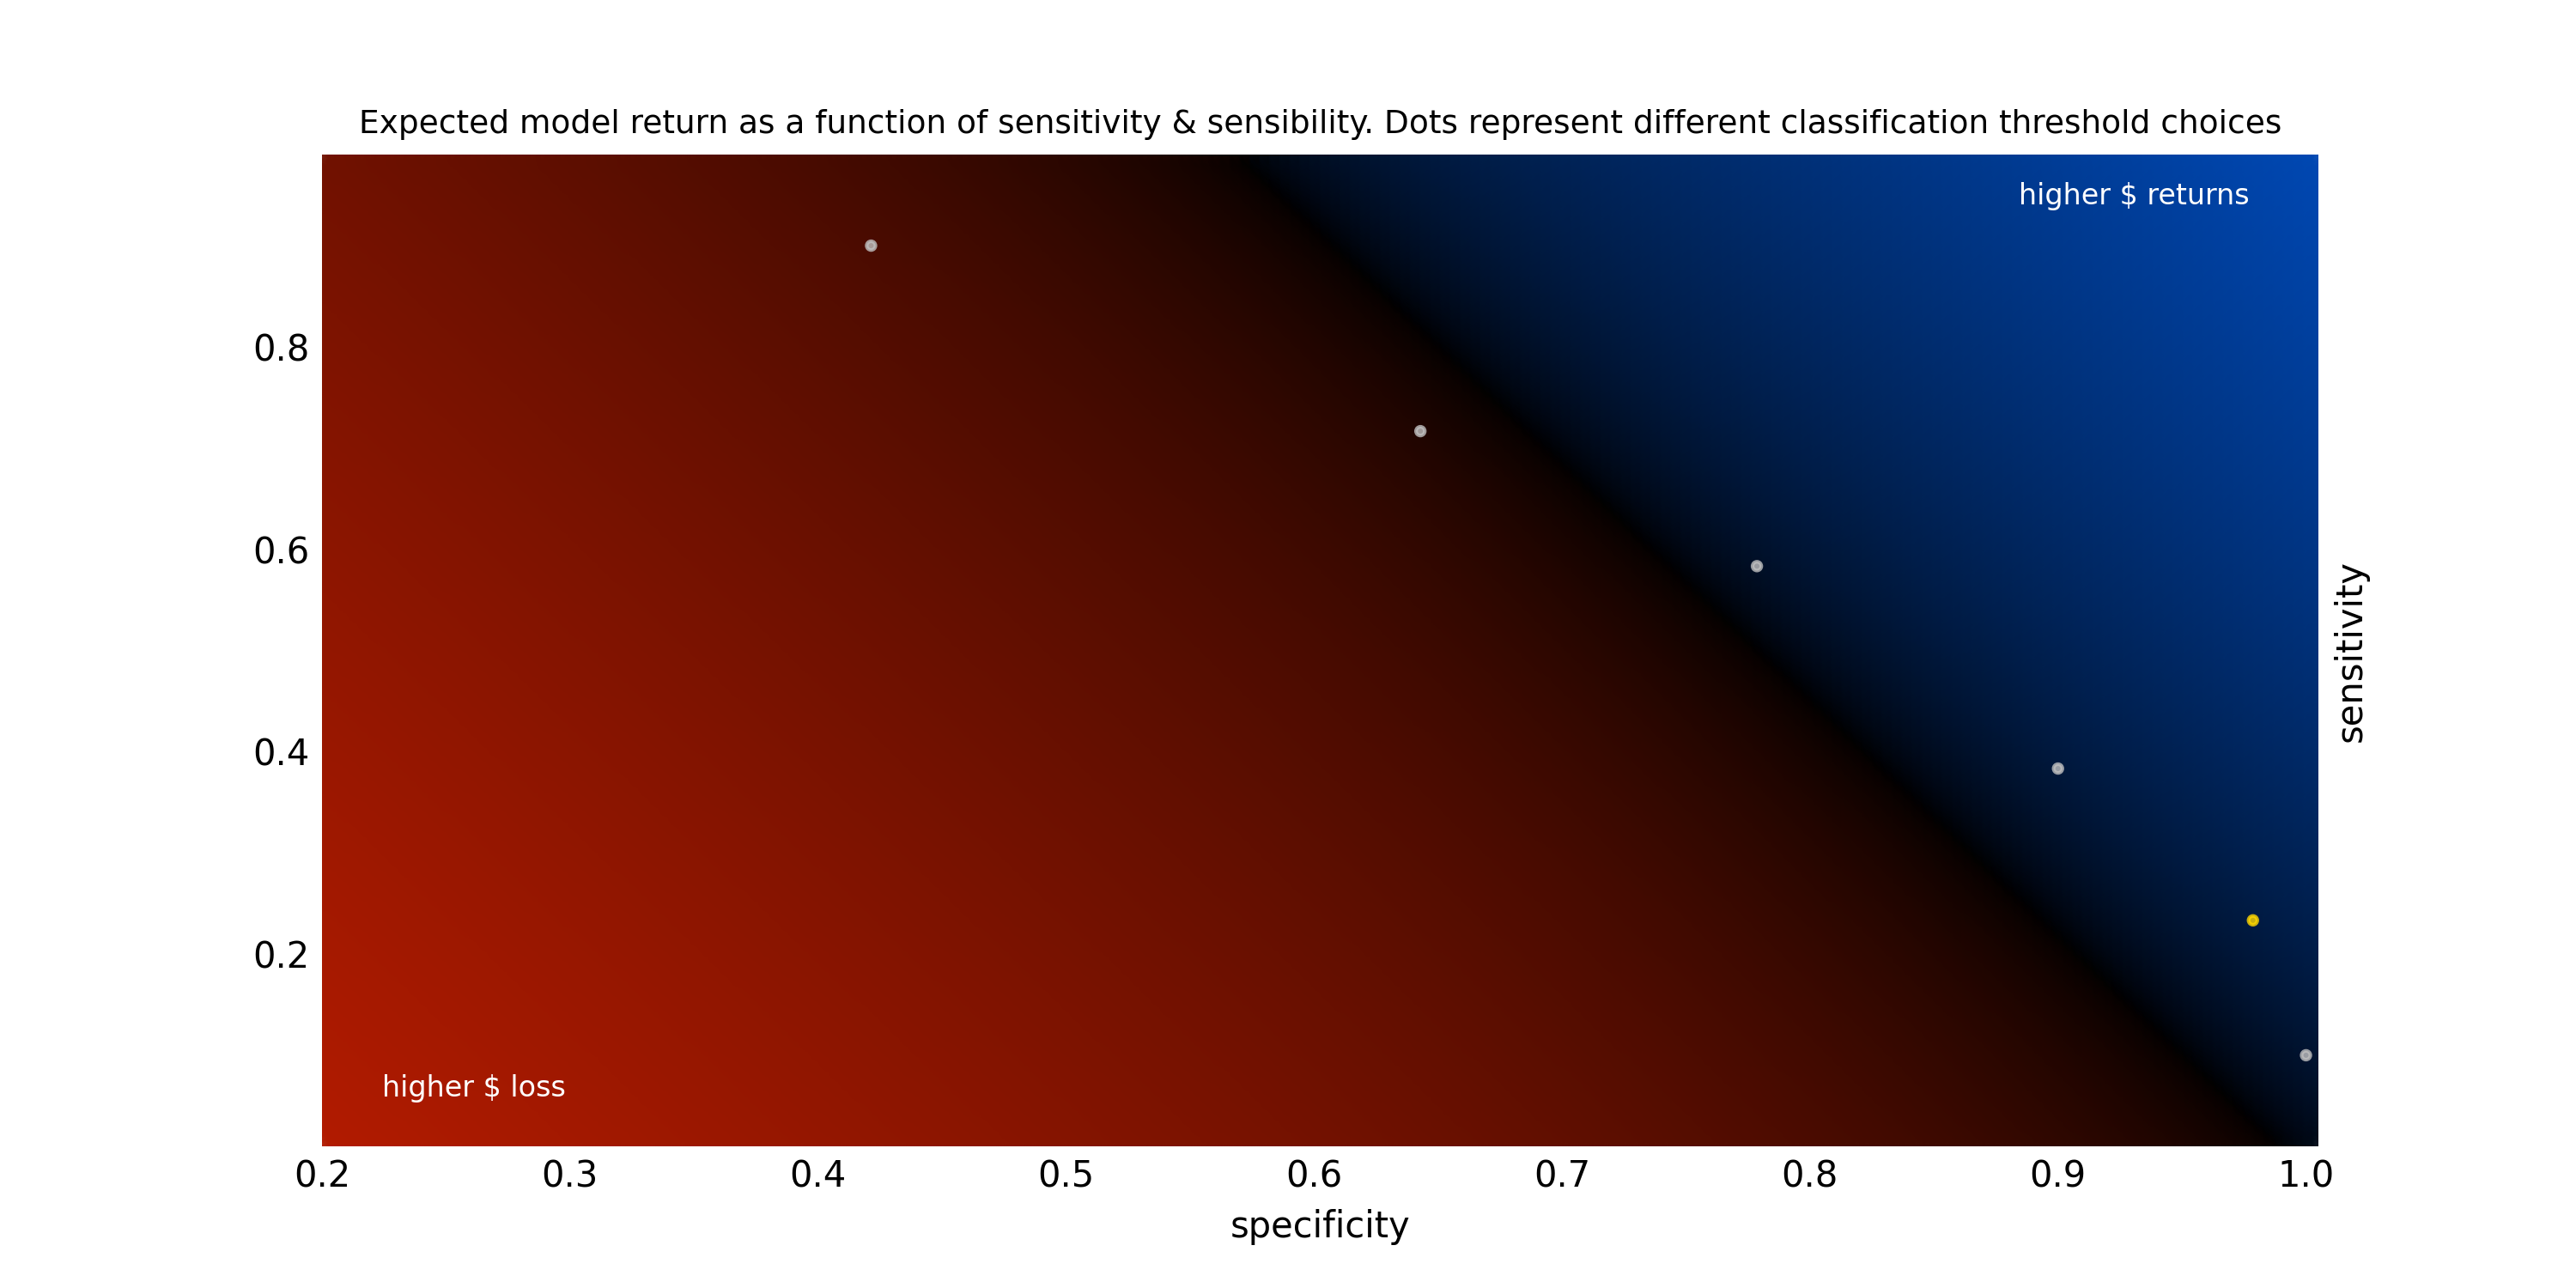 Expected model return as a function of sensitivity & sensibility. Dots represent different classification threshold choices
higher $ returns
0.8
0.6
0.4
0.2
sensitivity
higher $ loss
0.2 0.3 0.4 0.5 0.6 0.7 0.8 0.9 1.0
specificity